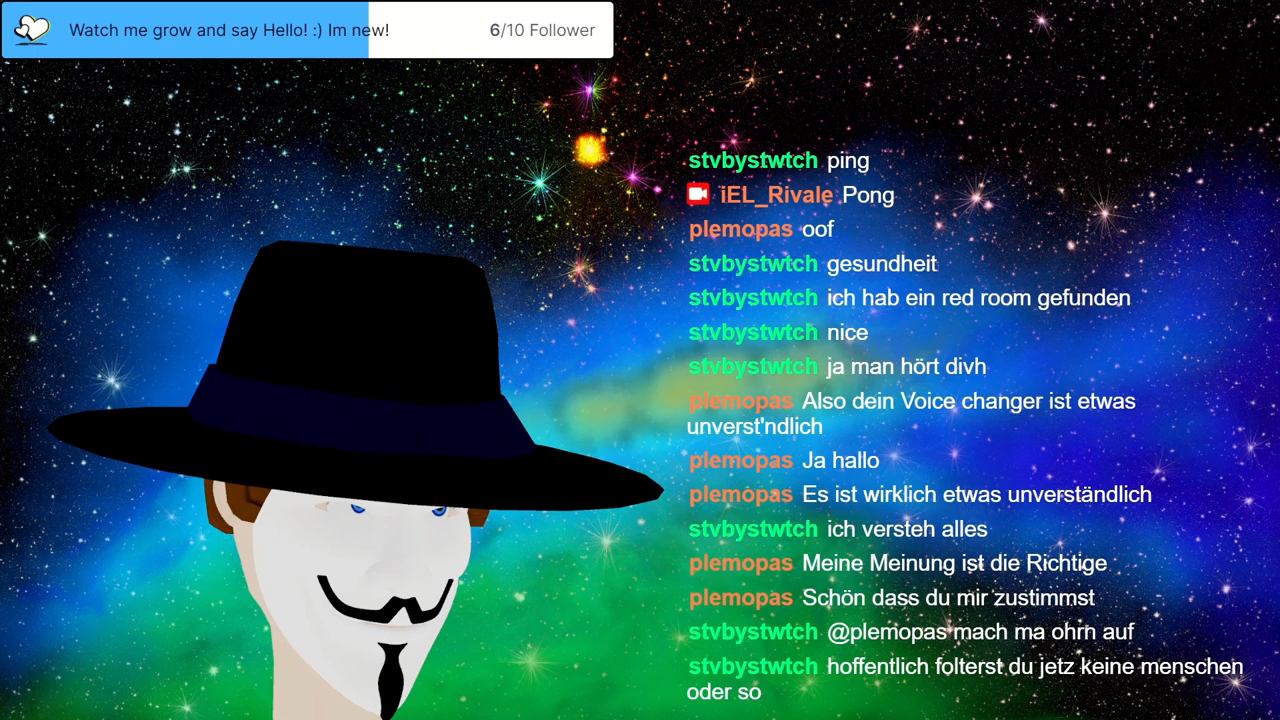 Watch me grow and say Hello! :) Im new! 6/10 Follower
stvbystwtch ping
iEL_Rivale Pong
plemopas oof
stvbystwtch gesundheit
stvbystwtch ich hab ein red room gefunden
stvbystwtch nice
stvbystwtch ja man hört divh
plemopas Also dein Voice changer ist etwas
unverst'ndlich
plemopas Ja hallo
plemopas Es ist wirklich etwas unverständlich
stvbystwtch ich versteh alles
plemopas Meine Meinung ist die Richtige
plemopas Schön dass du mir zustimmst
stvbystwtch @plemopas mach ma ohrn auf
stvbystwtch hoffentlich folterst du jetz keine menschen
oder so